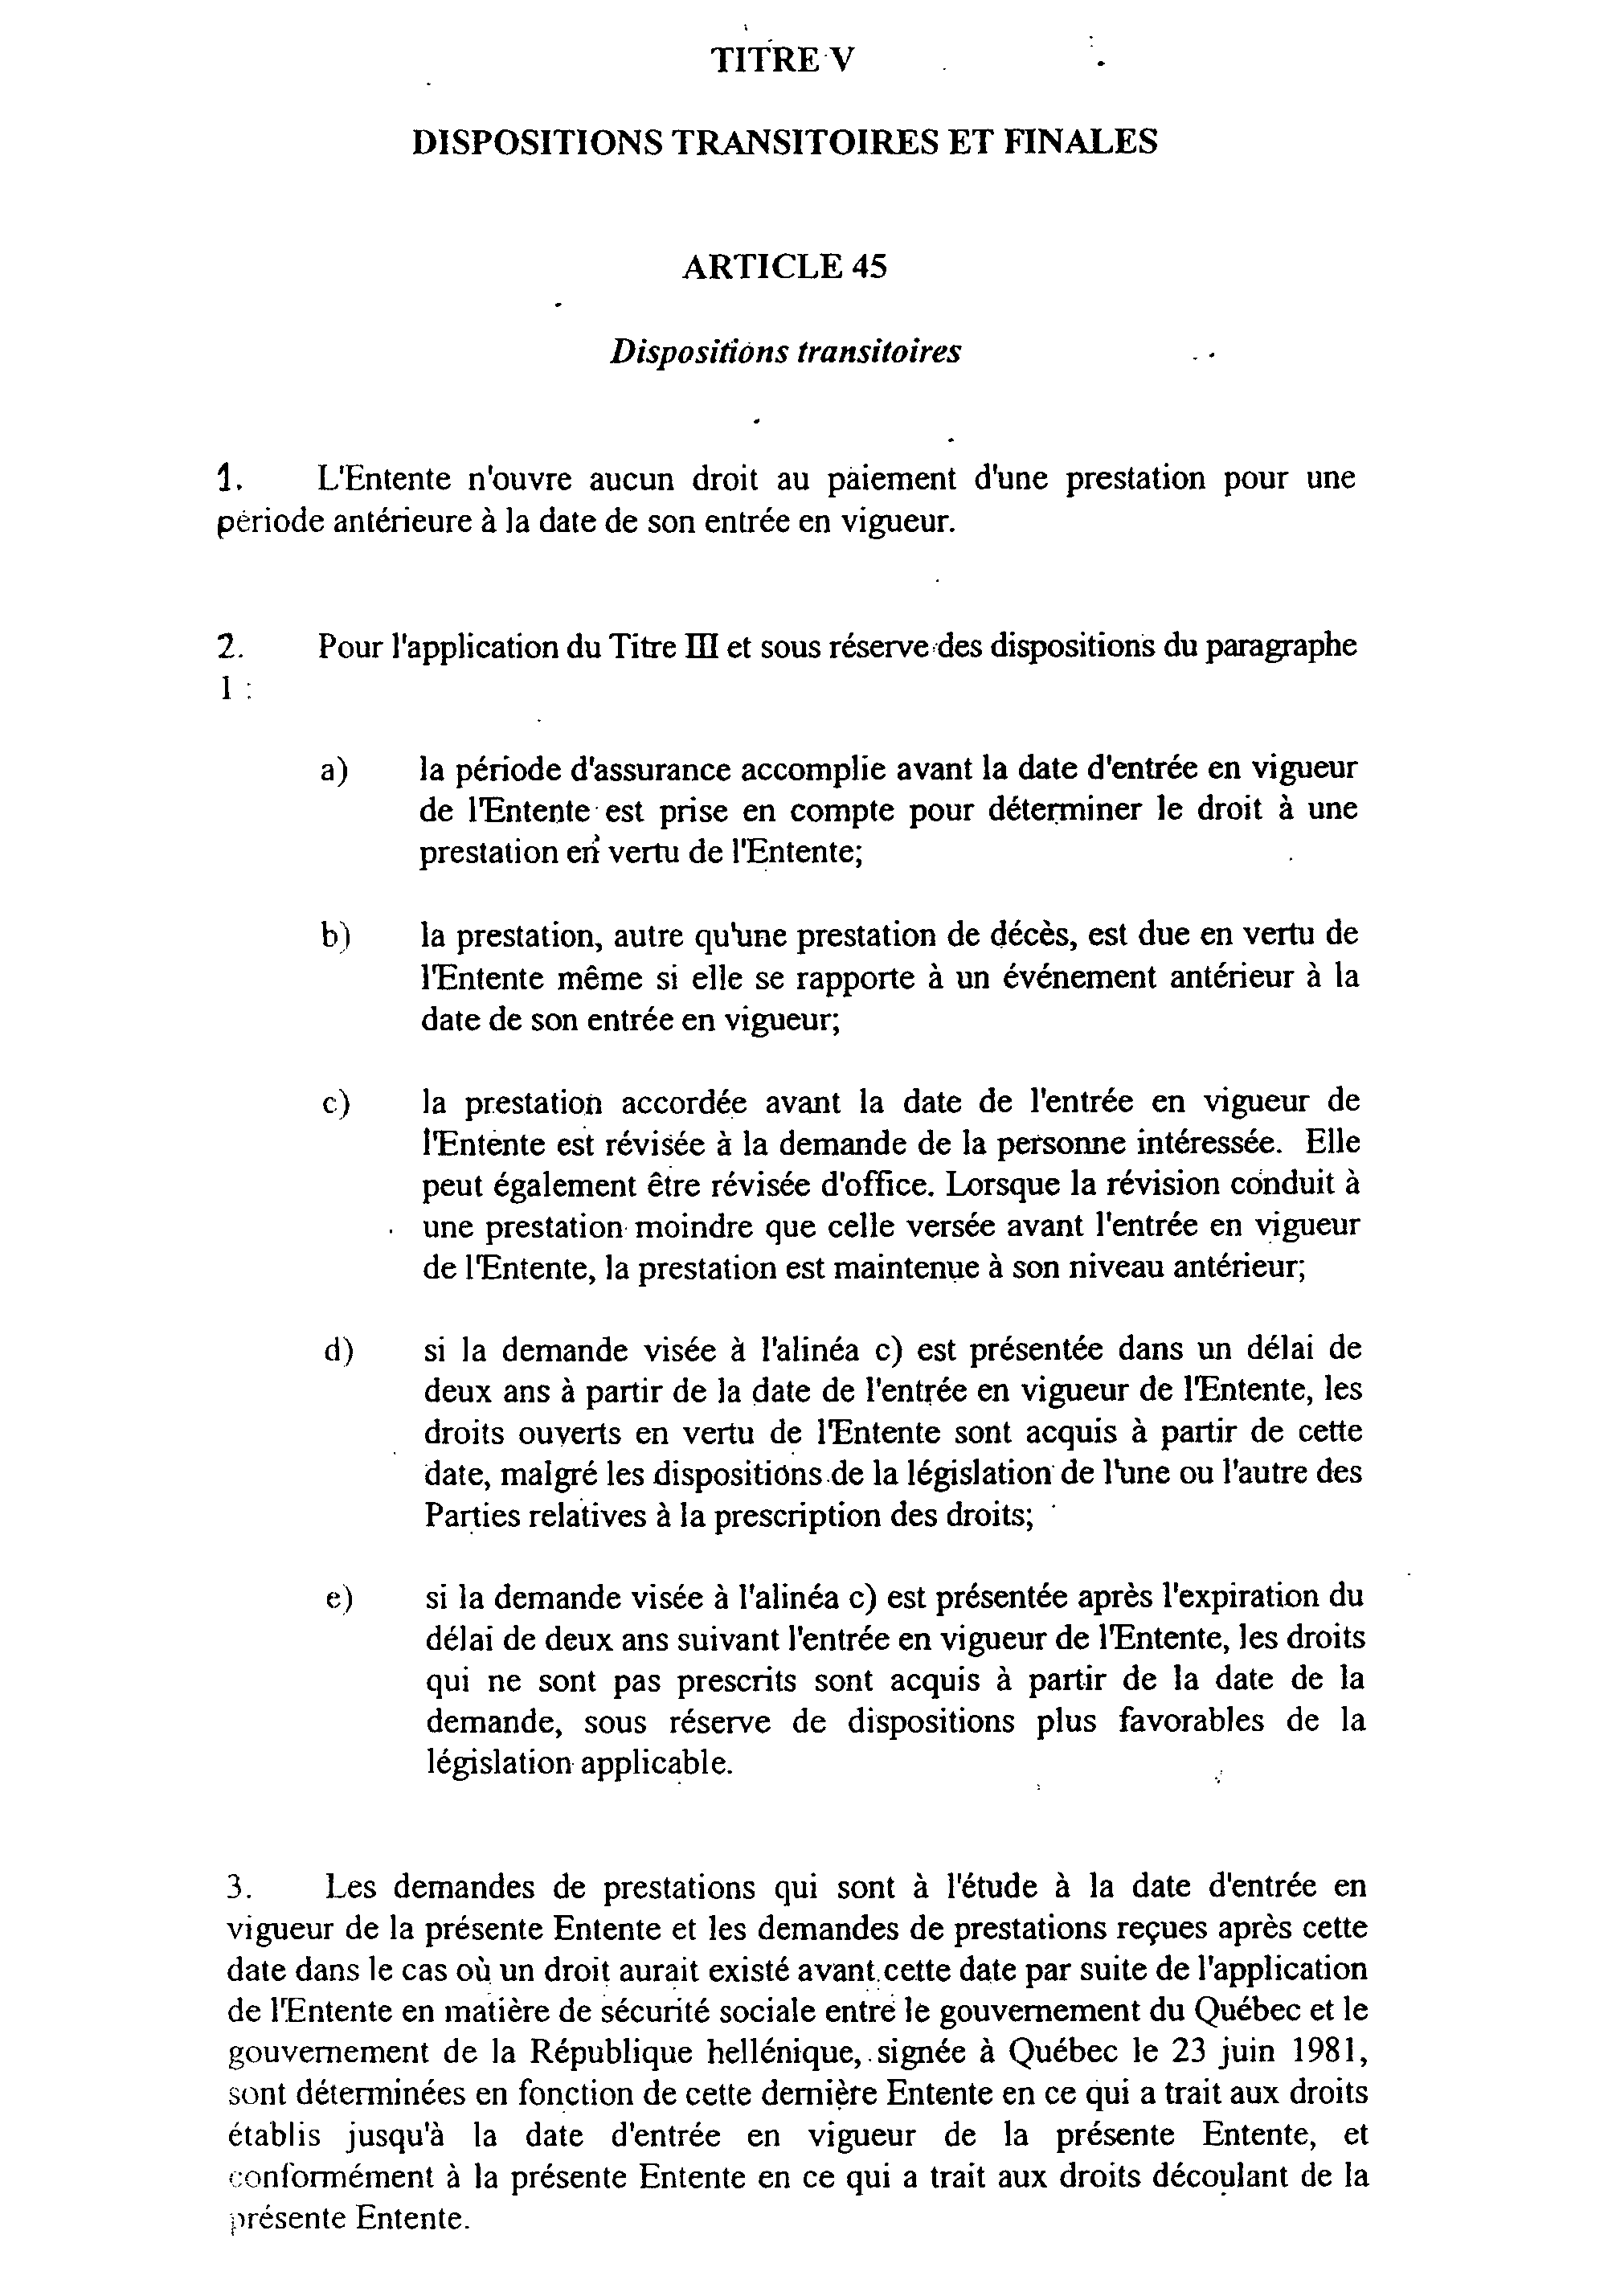 TITRE V
DISPOSITIONS TRANSITOIRES ET FINALES
ARTICLE 45
Dispositions transitoires
1. L'Entente n'ouvre aucun droit au paiement d'une prestation pour une
période antérieure à la date de son entrée en vigueur.
2. Pour l'application du Titre III et sous réserve des dispositions du paragraphe
1 :
a) la période d'assurance accomplie avant la date d'entrée en vigueur
de l'Entente est prise en compte pour déterminer le droit à une
prestation en vertu de l'Entente;
b) la prestation, autre qu'une prestation de décès, est due en vertu de
l'Entente même si elle se rapporte à un événement antérieur à la
date de son entrée en vigueur;
c) la prestation accordée avant la date de l'entrée en vigueur de
l'Entente est révisée à la demande de la personne intéressée. Elle
peut également être révisée d'office. Lorsque la révision conduit à
une prestation moindre que celle versée avant l'entrée en vigueur
de l'Entente, la prestation est maintenue à son niveau antérieur;
d) si la demande visée à l'alinéa c) est présentée dans un délai de
deux ans à partir de la date de l'entrée en vigueur de l'Entente, les
droits ouverts en vertu de l'Entente sont acquis à partir de cette
date, malgré les dispositions de la législation de l'une ou l'autre des
Parties relatives à la prescription des droits;
e) si la demande visée à l'alinéa c) est présentée après l'expiration du
délai de deux ans suivant l'entrée en vigueur de l'Entente, les droits
qui ne sont pas prescrits sont acquis à partir de la date de la
demande, sous réserve de dispositions plus favorables de la
législation applicable.
3. Les demandes de prestations qui sont à l'étude à la date d'entrée en
vigueur de la présente Entente et les demandes de prestations reçues après cette
date dans le cas où un droit aurait existé avant cette date par suite de l'application
de l'Entente en matière de sécurité sociale entre le gouvernement du Québec et le
gouvernement de la République hellénique, signée à Québec le 23 juin 1981,
sont déterminées en fonction de cette dernière Entente en ce qui a trait aux droits
établis jusqu'à la date d'entrée en vigueur de la présente Entente, et
conformément à la présente Entente en ce qui a trait aux droits découlant de la
présente Entente.